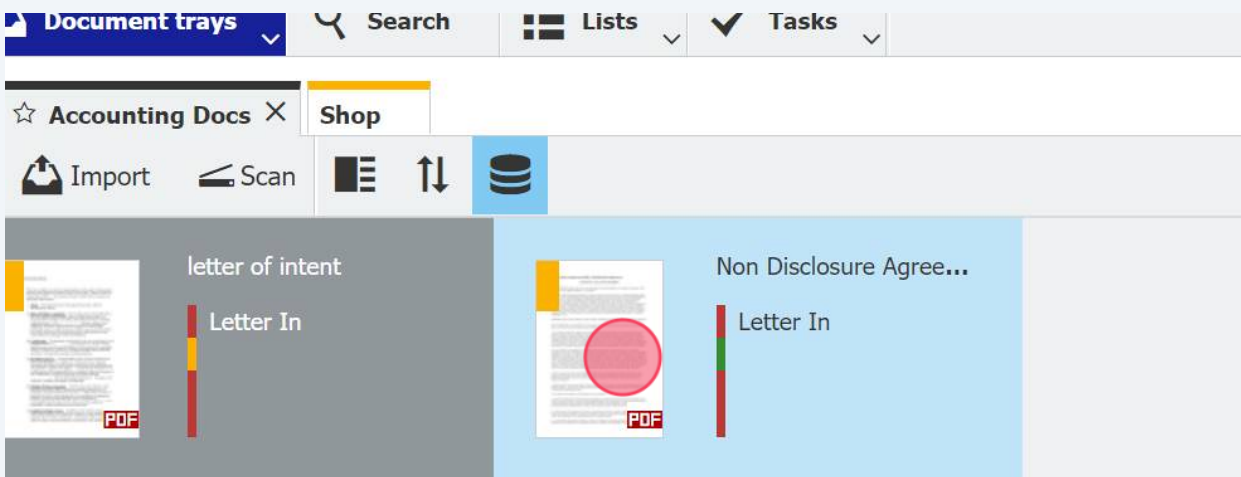 Document trays Search Lists Tasks
Accounting Docs Shop
Import Scan
letter of intent Non Disclosure Agree...
Letter In Letter In
PDF PDF